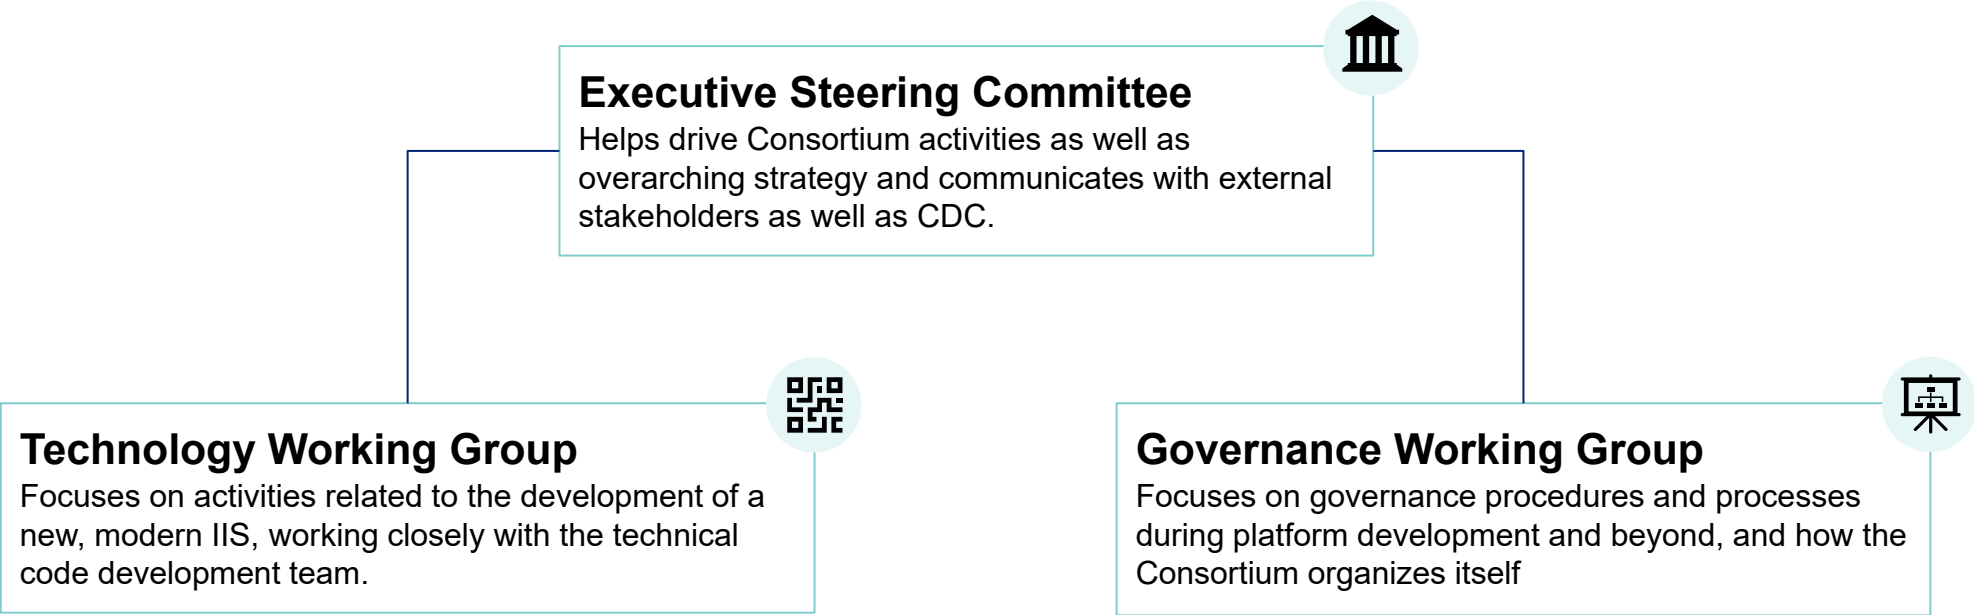 Executive Steering Committee
Helps drive Consortium activities as well as
overarching strategy and communicates with external
stakeholders as well as CDC.
Technology Working Group
Focuses on activities related to the development of a
new, modern IIS, working closely with the technical
code development team.
Governance Working Group
Focuses on governance procedures and processes
during platform development and beyond, and how the
Consortium organizes itself